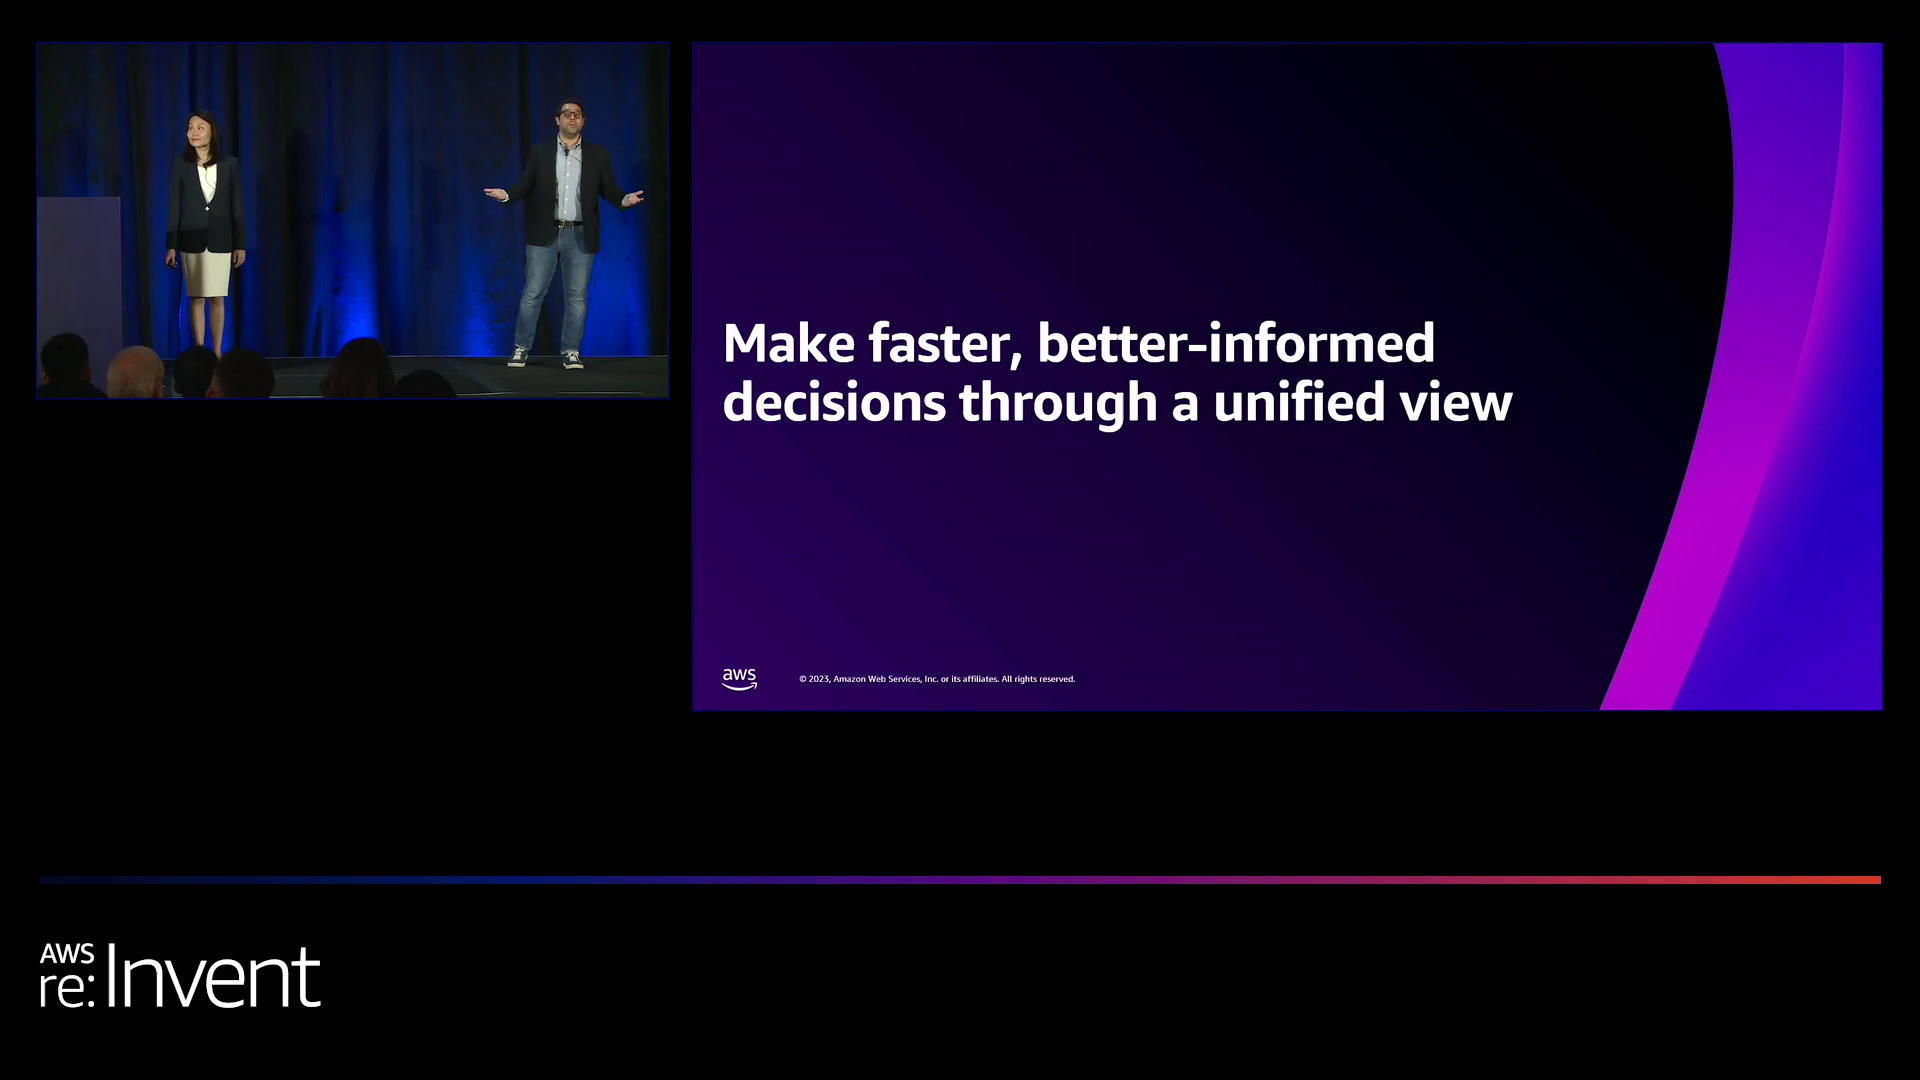 Make faster, better-informed
decisions through a unified view
aws
© 2023, Amazon Web Services, Inc. or its affiliates. All rights reserved.
AWS
re:Invent